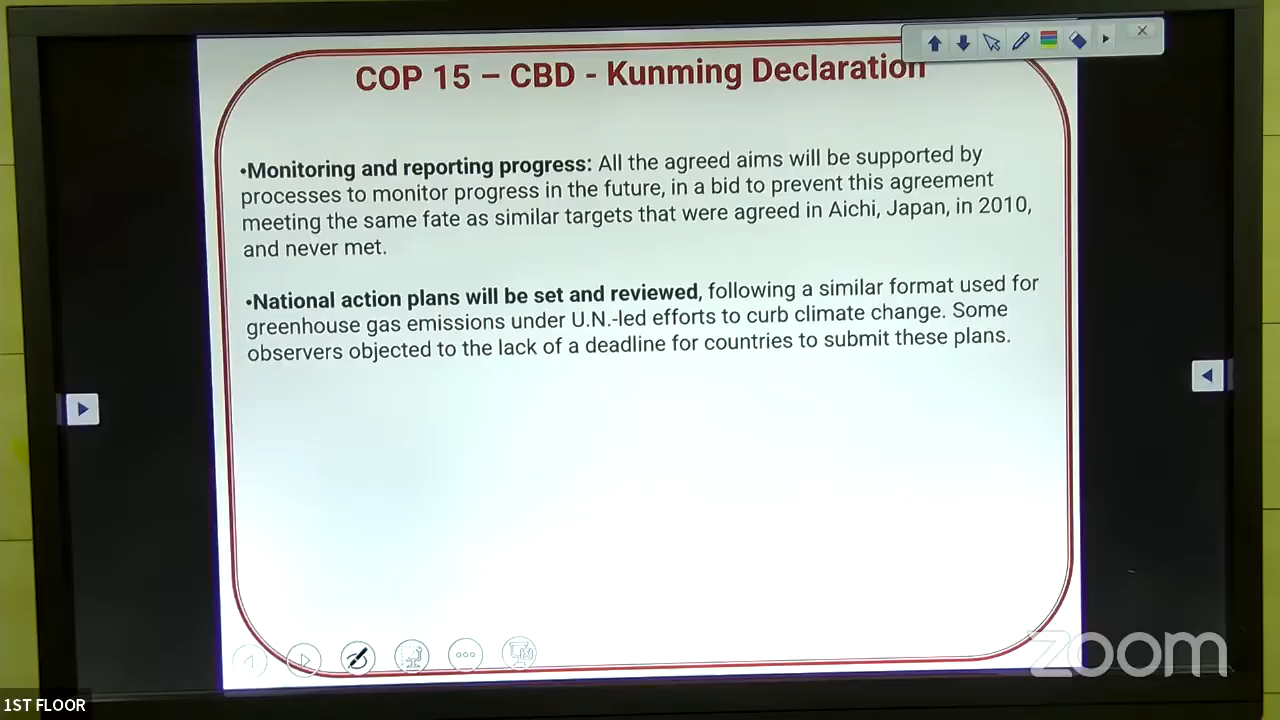 COP 15 – CBD - Kunming Declaration
•Monitoring and reporting progress: All the agreed aims will be supported by
processes to monitor progress in the future, in a bid to prevent this agreement
meeting the same fate as similar targets that were agreed in Aichi, Japan, in 2010,
and never met.
•National action plans will be set and reviewed, following a similar format used for
greenhouse gas emissions under U.N.-led efforts to curb climate change. Some
observers objected to the lack of a deadline for countries to submit these plans.
zoom
1ST FLOOR